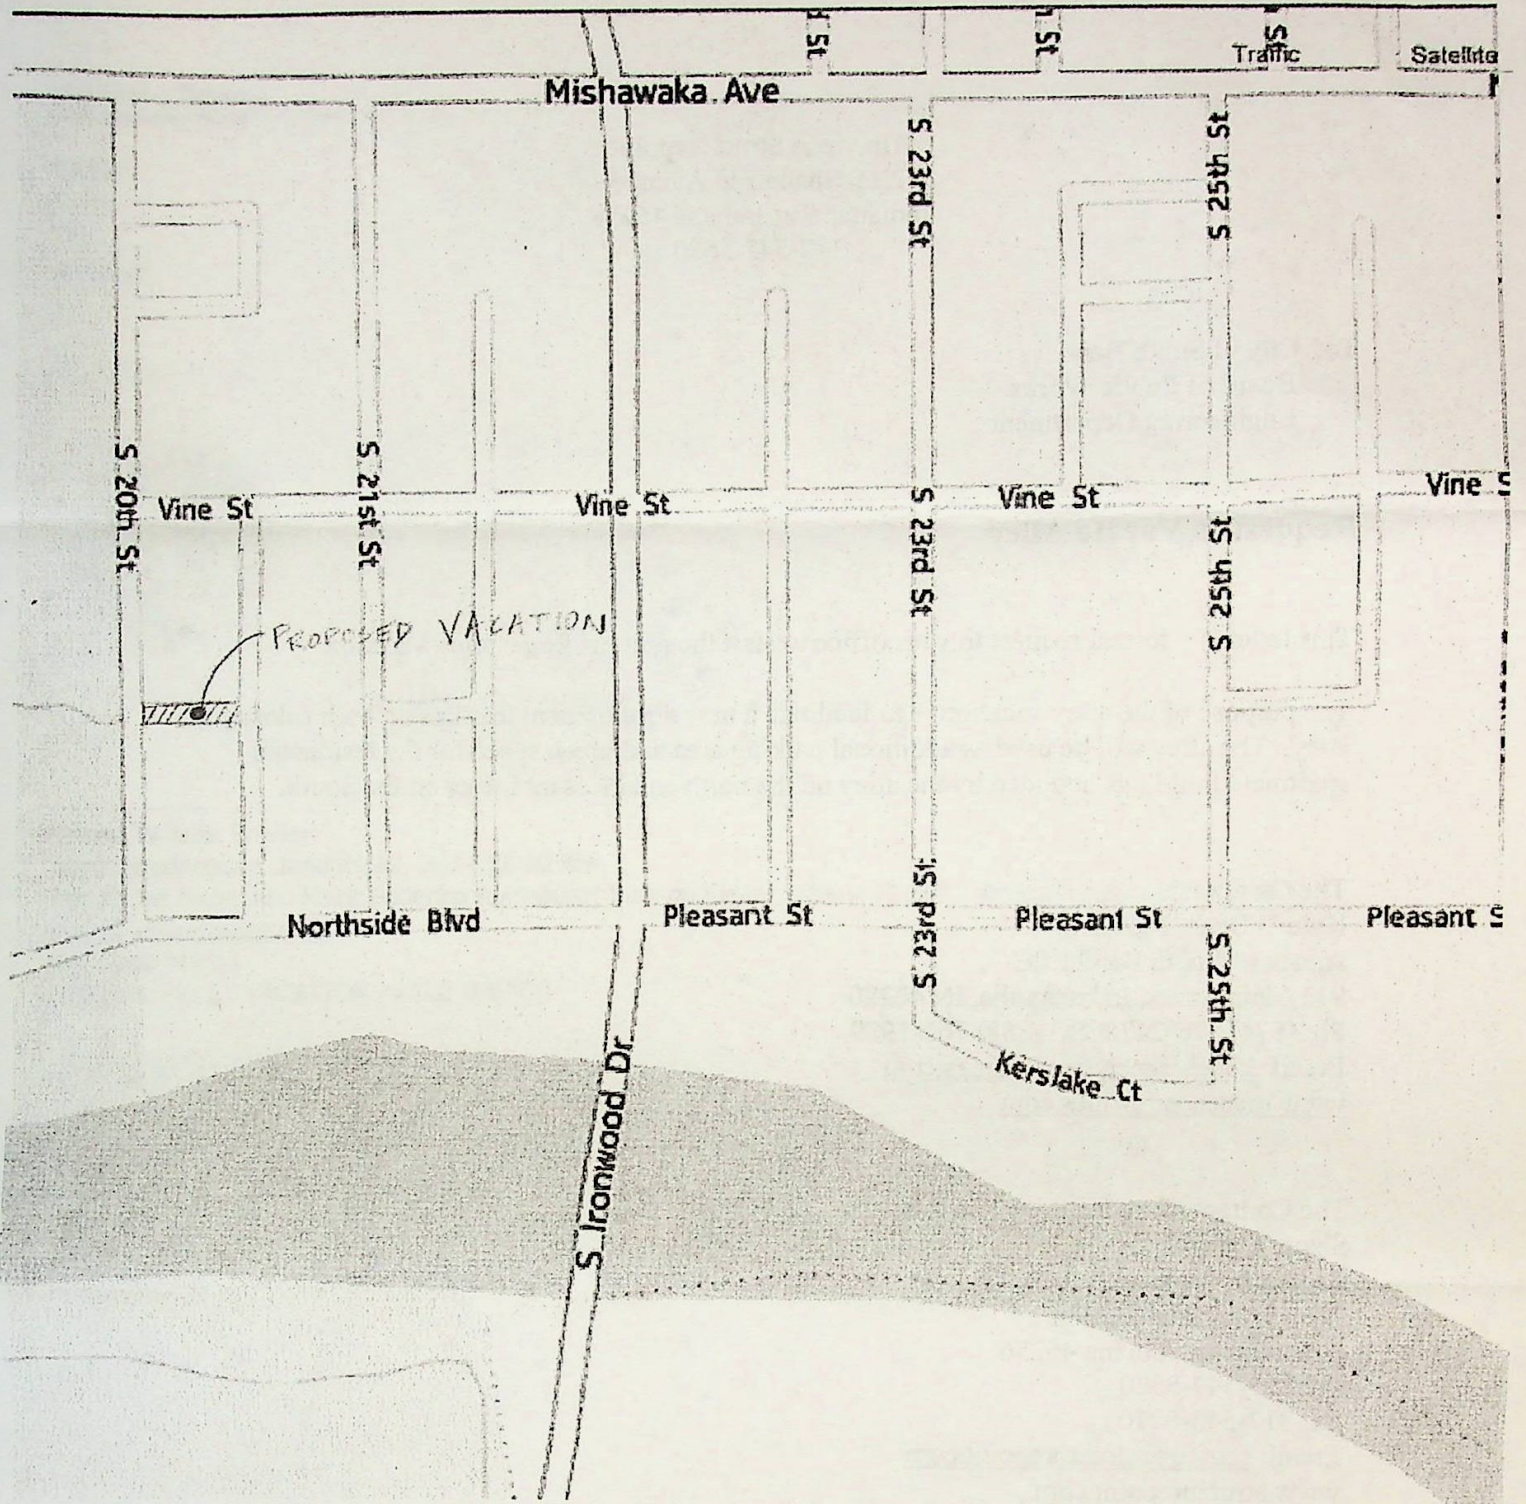 St
St
St
Traffic
Satellite
Mishawaka Ave
S 23rd St
S 25th St
S 20th St
S 21st St
Vine St
Vine St
S 23rd St
Vine St
S 25th St
Vine S
PROPOSED VACATION
Northside Blvd
Pleasant St
S 23rd St
Pleasant St
S 25th St
Pleasant S
Kerslake Ct
S Ironwood Dr